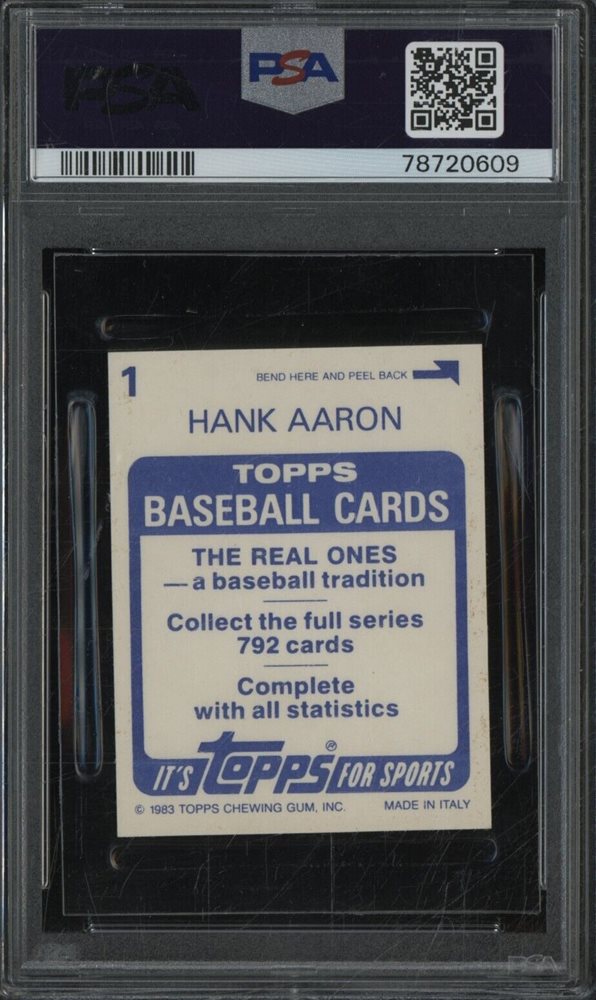 PSA
PSA
78720609
1
BEND HERE AND PEEL BACK
HANK AARON
TOPPS
BASEBALL CARDS
THE REAL ONES
— a baseball tradition
Collect the full series
792 cards
Complete
with all statistics
IT'S topps® FOR SPORTS
© 1983 TOPPS CHEWING GUM, INC. MADE IN ITALY
PSA